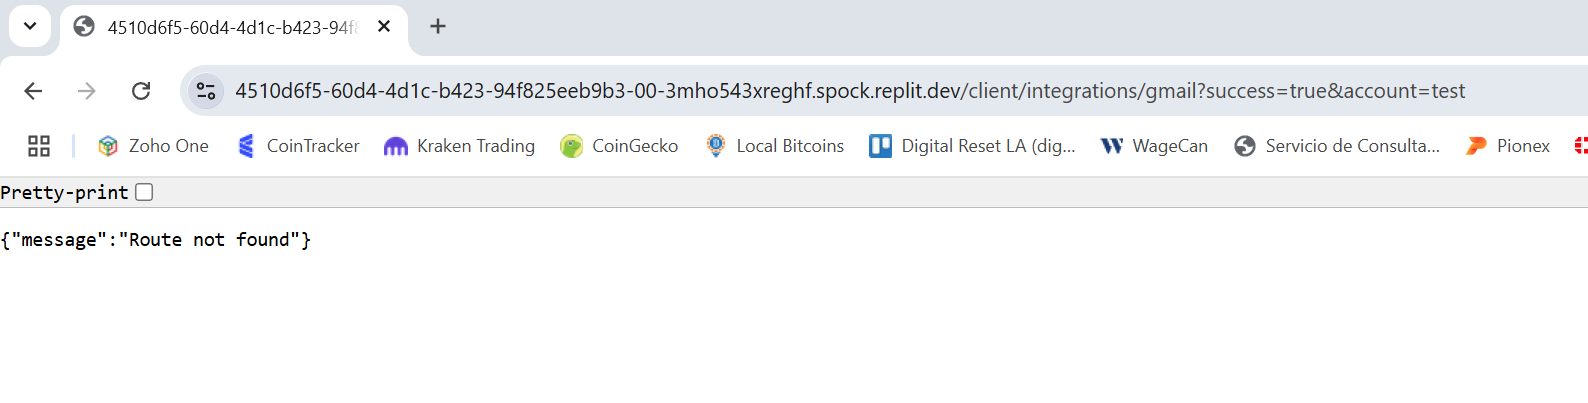 4510d6f5-60d4-4d1c-b423-94f8
4510d6f5-60d4-4d1c-b423-94f825eeb9b3-00-3mho543xreghf.spock.replit.dev/client/integrations/gmail?success=true&account=test
Zoho One CoinTracker Kraken Trading CoinGecko Local Bitcoins Digital Reset LA (dig... WageCan Servicio de Consulta... Pionex
Pretty-print
{"message":"Route not found"}